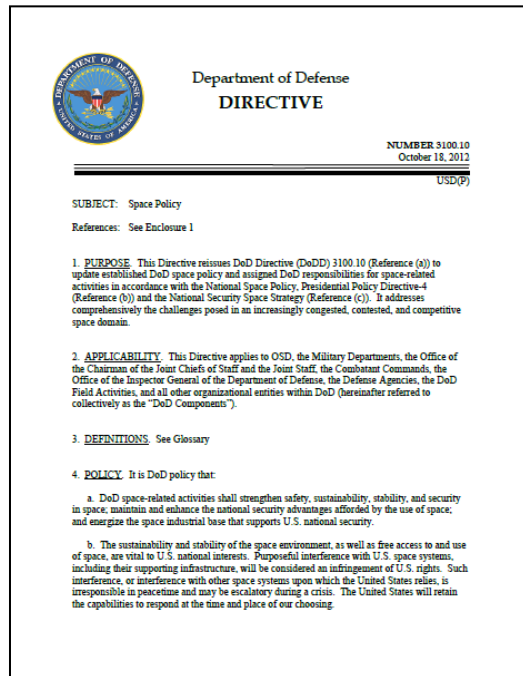 DEPARTMENT OF DEFENSE
UNITED STATES OF AMERICA
Department of Defense
DIRECTIVE
NUMBER 3100.10
October 18, 2012
USD(P)
SUBJECT: Space Policy
References: See Enclosure 1
1. PURPOSE. This Directive reissues DoD Directive (DoDD) 3100.10 (Reference (a)) to
update established DoD space policy and assigned DoD responsibilities for space-related
activities in accordance with the National Space Policy, Presidential Policy Directive-4
(Reference (b)) and the National Security Space Strategy (Reference (c)). It addresses
comprehensively the challenges posed in an increasingly congested, contested, and competitive
space domain.
2. APPLICABILITY. This Directive applies to OSD, the Military Departments, the Office of
the Chairman of the Joint Chiefs of Staff and the Joint Staff, the Combatant Commands, the
Office of the Inspector General of the Department of Defense, the Defense Agencies, the DoD
Field Activities, and all other organizational entities within DoD (hereinafter referred to
collectively as the “DoD Components”).
3. DEFINITIONS. See Glossary
4. POLICY. It is DoD policy that:
a. DoD space-related activities shall strengthen safety, sustainability, stability, and security
in space; maintain and enhance the national security advantages afforded by the use of space;
and energize the space industrial base that supports U.S. national security.
b. The sustainability and stability of the space environment, as well as free access to and use
of space, are vital to U.S. national interests. Purposeful interference with U.S. space systems,
including their supporting infrastructure, will be considered an infringement of U.S. rights. Such
interference, or interference with other space systems upon which the United States relies, is
irresponsible in peacetime and may be escalatory during a crisis. The United States will retain
the capabilities to respond at the time and place of our choosing.